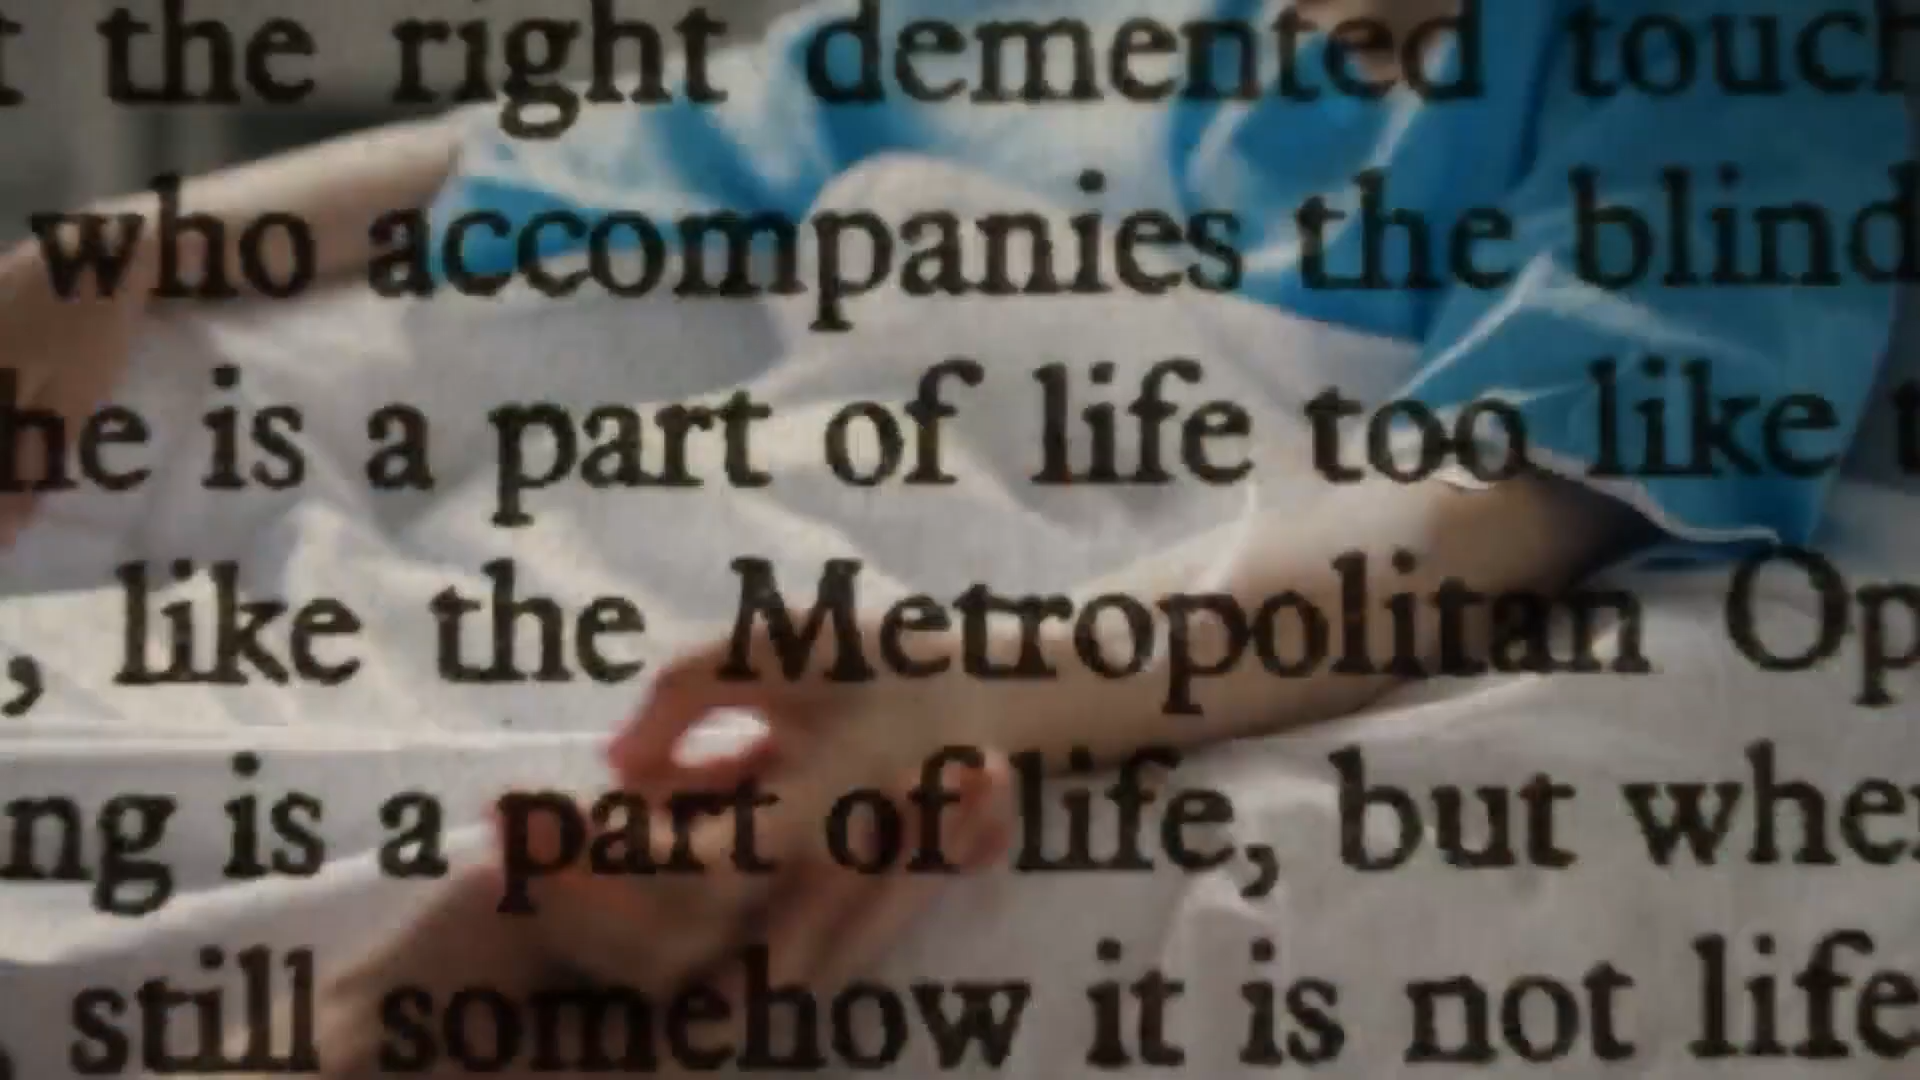 the right demented touch
who accompanies the blind
he is a part of life too like
, like the Metropolitan Op
ng is a part of life, but whe
still somehow it is not life